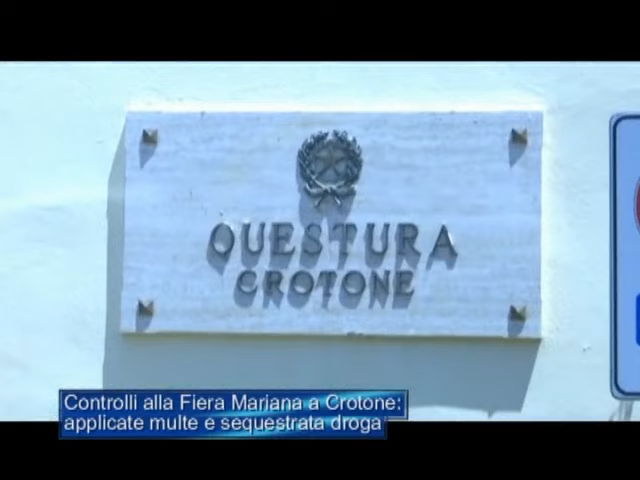 QUESTURA
CROTONE
Controlli alla Fiera Mariana a Crotone:
applicate multe e sequestrata droga